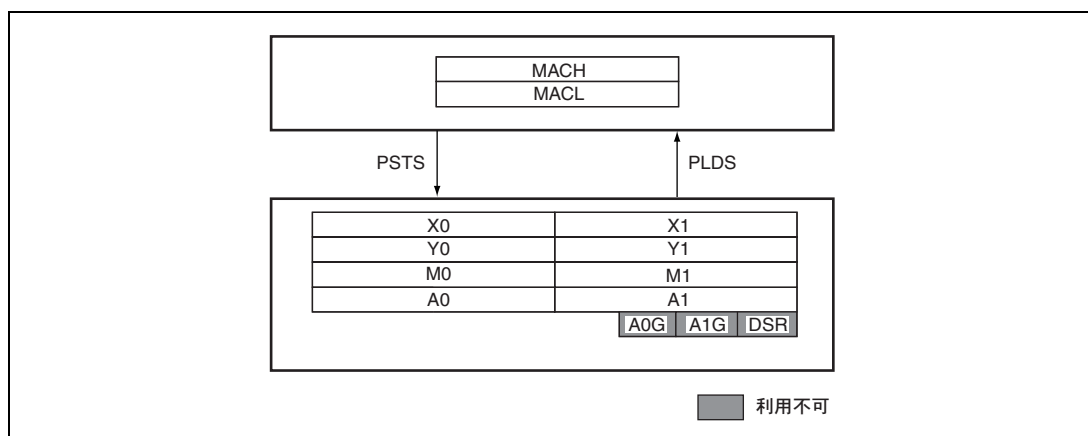 MACH
MACL
PSTS PLDS
X0 X1
Y0 Y1
M0 M1
A0 A1
A0G A1G DSR
利用不可